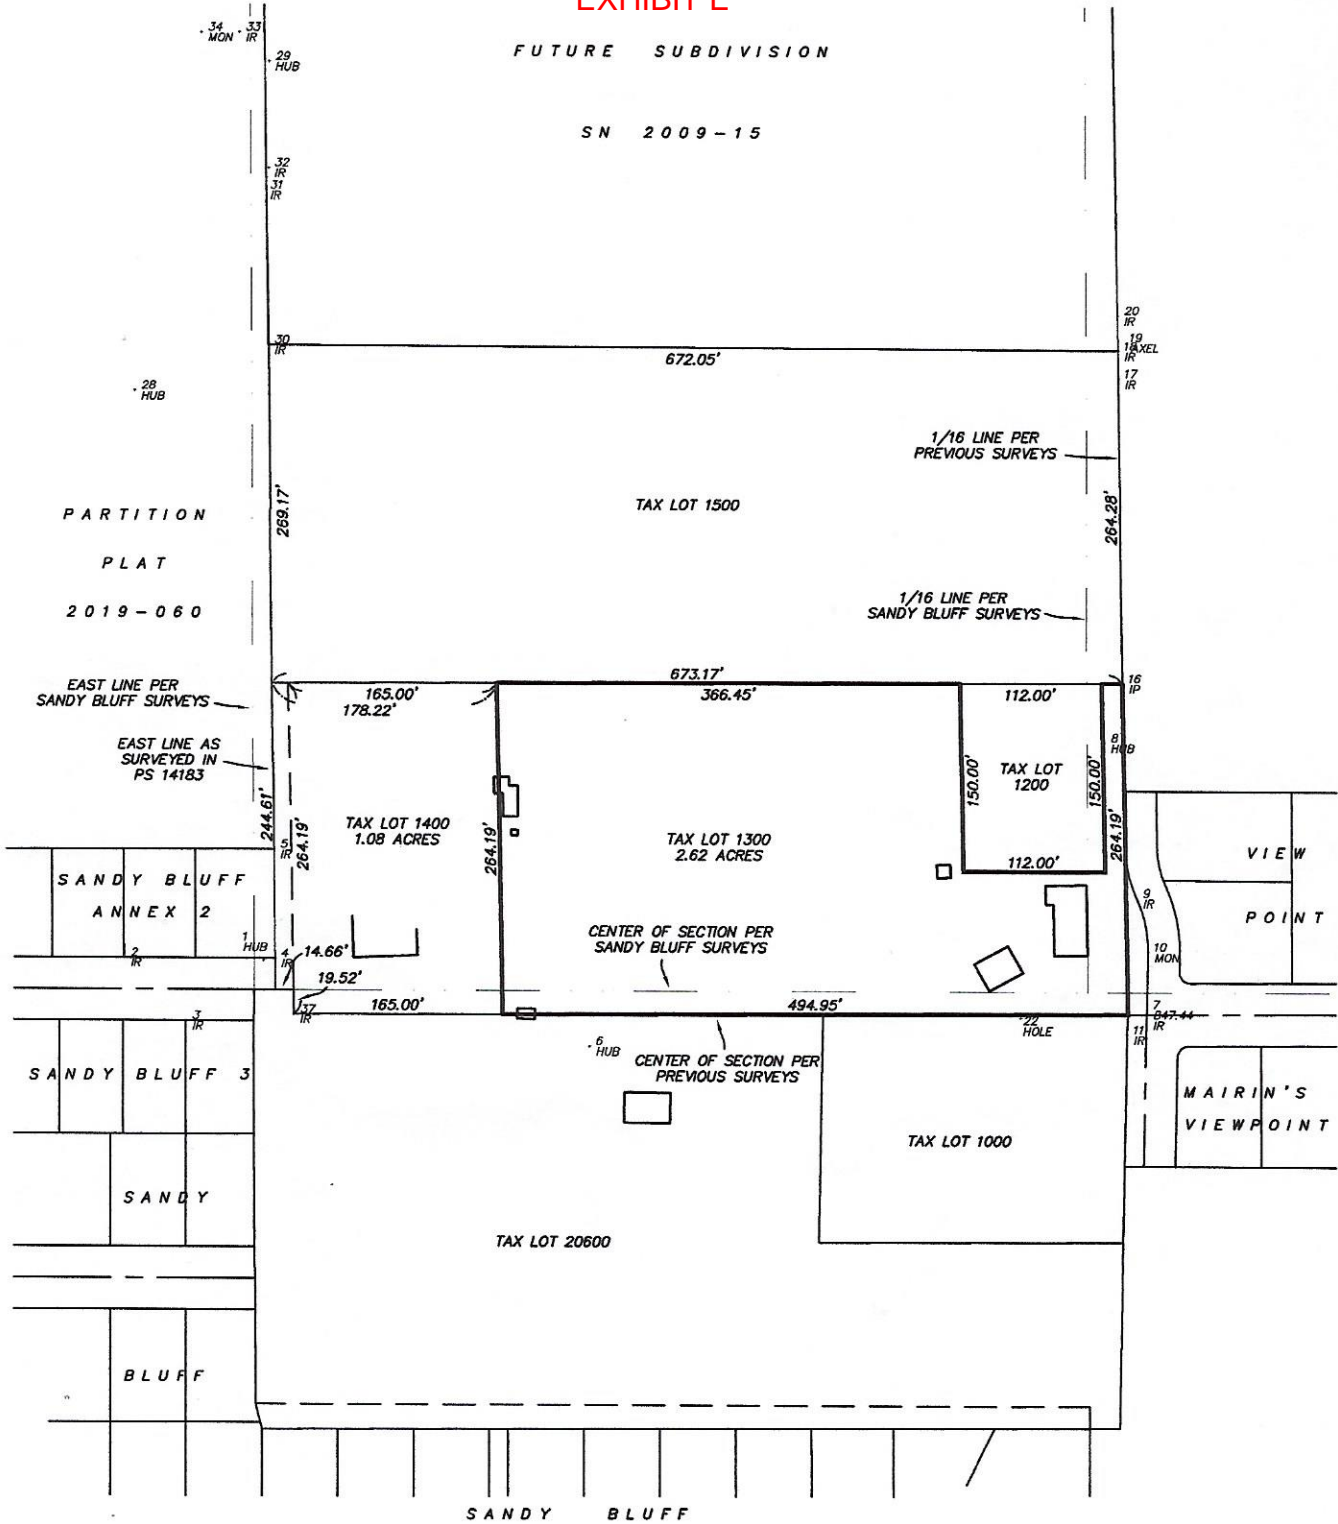 EXHIBIT E
34
MON
33
IR
29
HUB
FUTURE SUBDIVISION
SN 2009-15
32
IR
31
IR
30
IR
672.05'
20
IR
19
AXEL
18
IR
17
IR
28
HUB
1/16 LINE PER
PREVIOUS SURVEYS
PARTITION
PLAT
2019-060
269.17'
TAX LOT 1500
264.28'
1/16 LINE PER
SANDY BLUFF SURVEYS
EAST LINE PER
SANDY BLUFF SURVEYS
673.17'
165.00'
178.22'
366.45'
112.00'
16
IP
EAST LINE AS
SURVEYED IN
PS 14183
8
HUB
244.61'
264.19'
5
IR
TAX LOT 1400
1.08 ACRES
264.19'
TAX LOT 1300
2.62 ACRES
150.00'
TAX LOT
1200
150.00'
264.19'
112.00'
VIEW
POINT
SANDY BLUFF
ANNEX 2
9
IR
10
MON
1
HUB
2
IR
4
IR
14.66'
19.52'
CENTER OF SECTION PER
SANDY BLUFF SURVEYS
3
IR
37
IR
165.00'
494.95'
22
HOLE
7
847.44
IR
11
IR
6
HUB
CENTER OF SECTION PER
PREVIOUS SURVEYS
SANDY BLUFF 3
MAIRIN'S
VIEWPOINT
TAX LOT 1000
SANDY
TAX LOT 20600
BLUFF
SANDY BLUFF